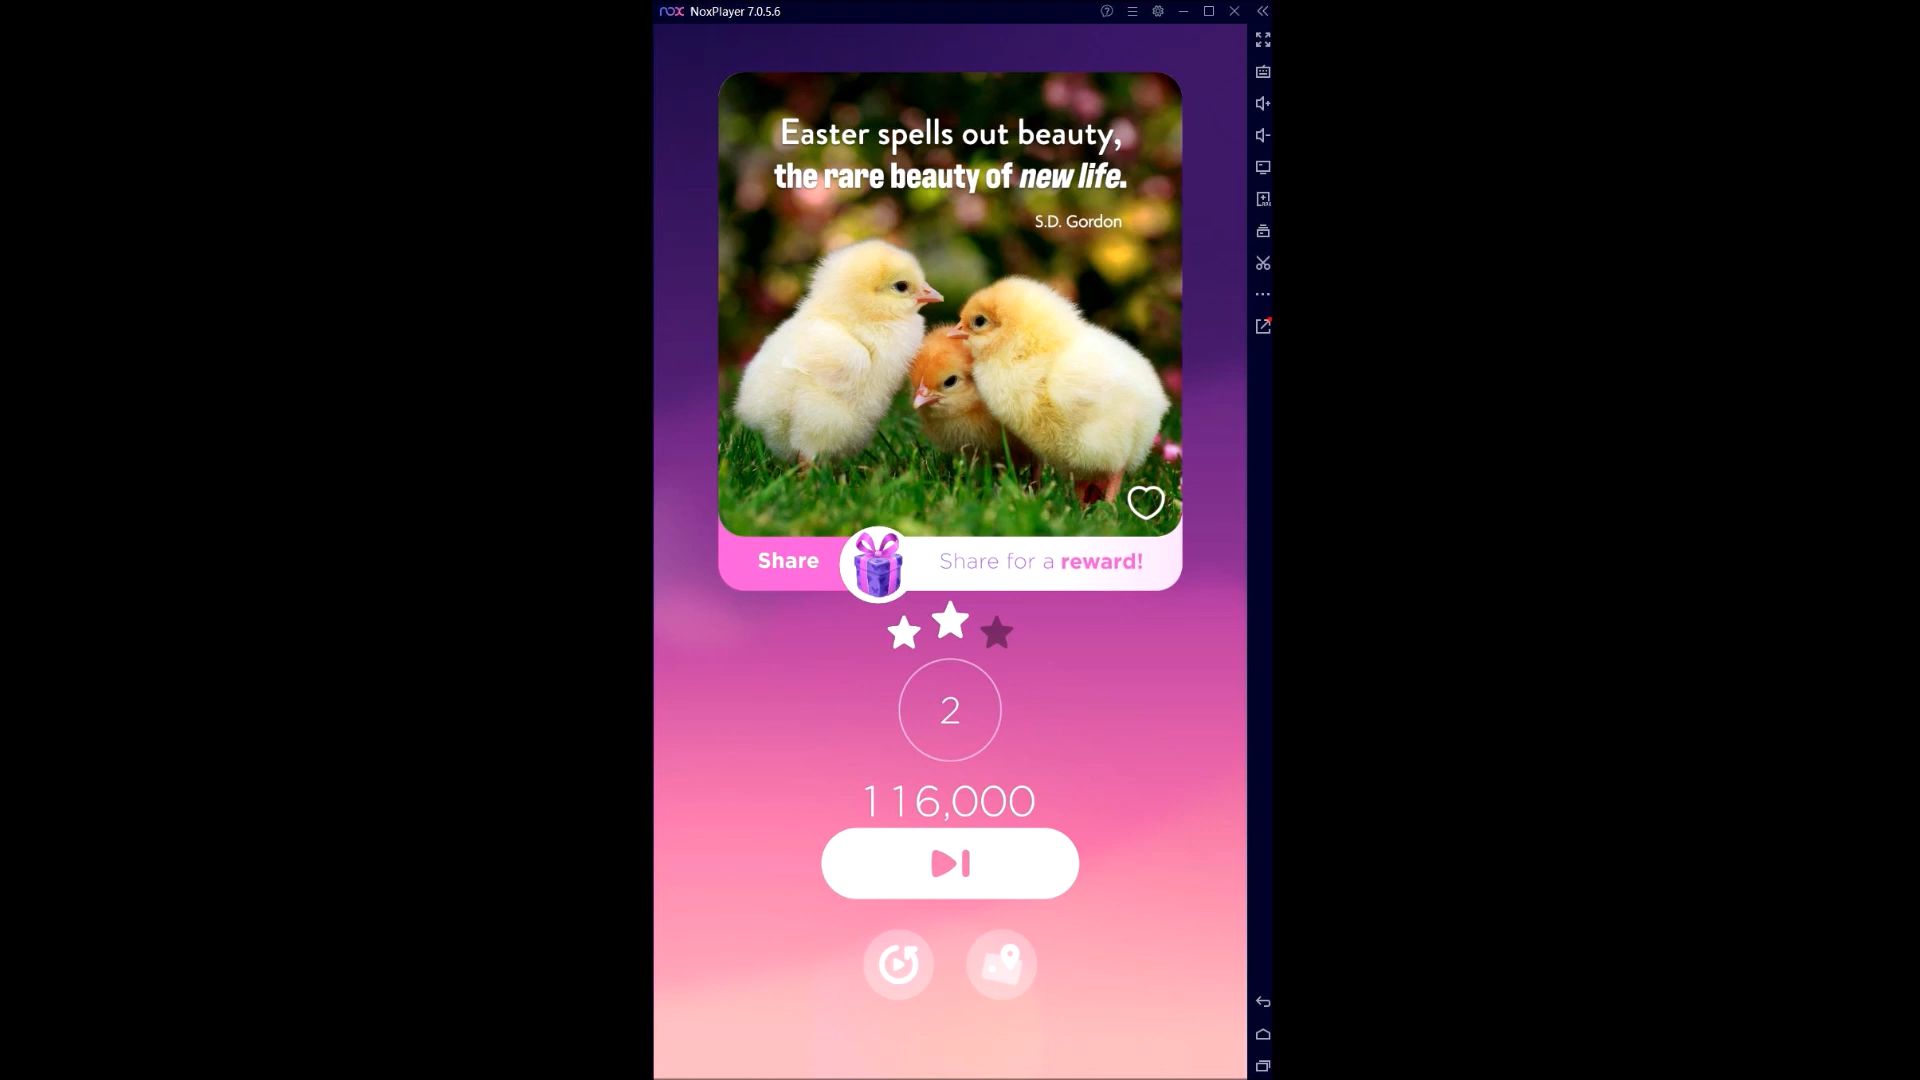 nox NoxPlayer 7.0.5.6
Easter spells out beauty,
the rare beauty of new life.
S.D. Gordon
Share
Share for a reward!
2
116,000